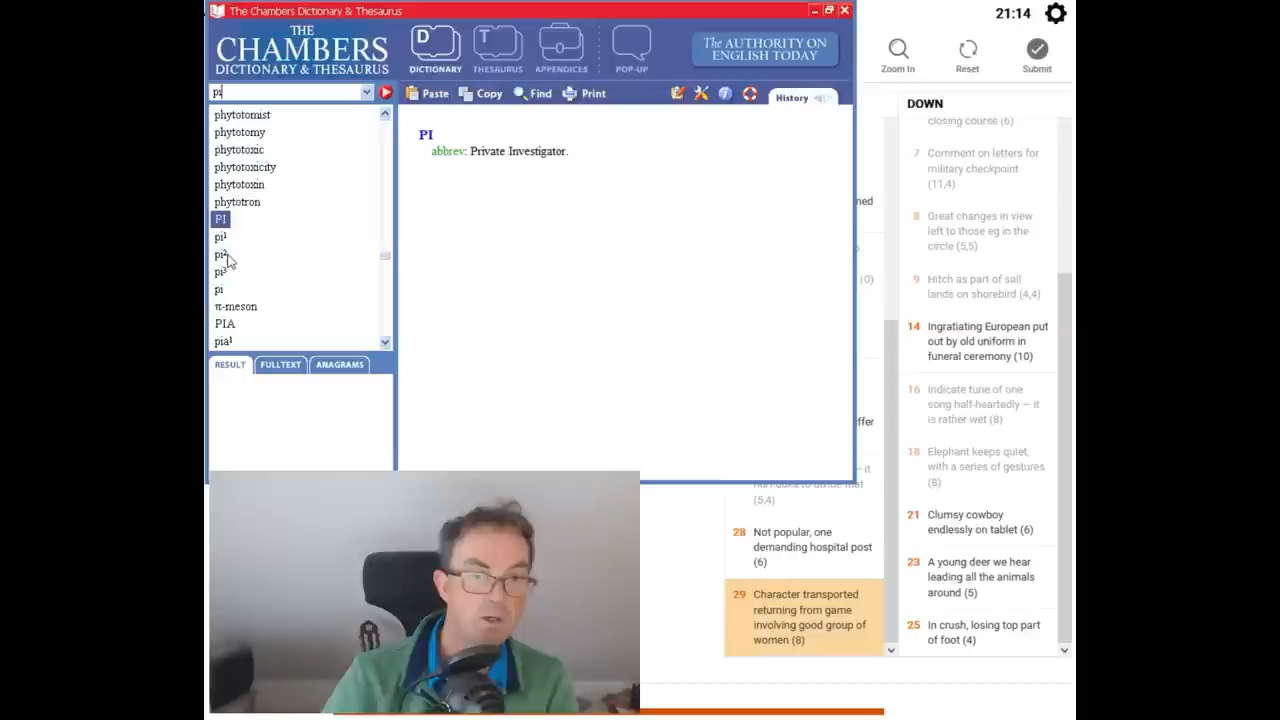 The Chambers Dictionary & Thesaurus
THE
CHAMBERS
DICTIONARY & THESAURUS
D
DICTIONARY
T
THESAURUS
APPENDICES
POP-UP
The AUTHORITY ON
ENGLISH TODAY
pi
Paste
Copy
Find
Print
History
phytotomist
phytotomy
phytotoxic
phytotoxicity
phytotoxin
phytotron
PI
pi¹
pi²
pi³
pi
π-meson
PIA
pia¹
RESULT
FULLTEXT
ANAGRAMS
PI
abbrev: Private Investigator.
21:14
Zoom In
Reset
Submit
ned
0)
ffer
– it
(5,4)
28 Not popular, one
demanding hospital post
(6)
29 Character transported
returning from game
involving good group of
women (8)
DOWN
closing course (6)
7 Comment on letters for
military checkpoint
(11,4)
8 Great changes in view
left to those eg in the
circle (5,5)
9 Hitch as part of sail
lands on shorebird (4,4)
14 Ingratiating European put
out by old uniform in
funeral ceremony (10)
16 Indicate tune of one
song half-heartedly – it
is rather wet (8)
18 Elephant keeps quiet,
with a series of gestures
(8)
21 Clumsy cowboy
endlessly on tablet (6)
23 A young deer we hear
leading all the animals
around (5)
25 In crush, losing top part
of foot (4)